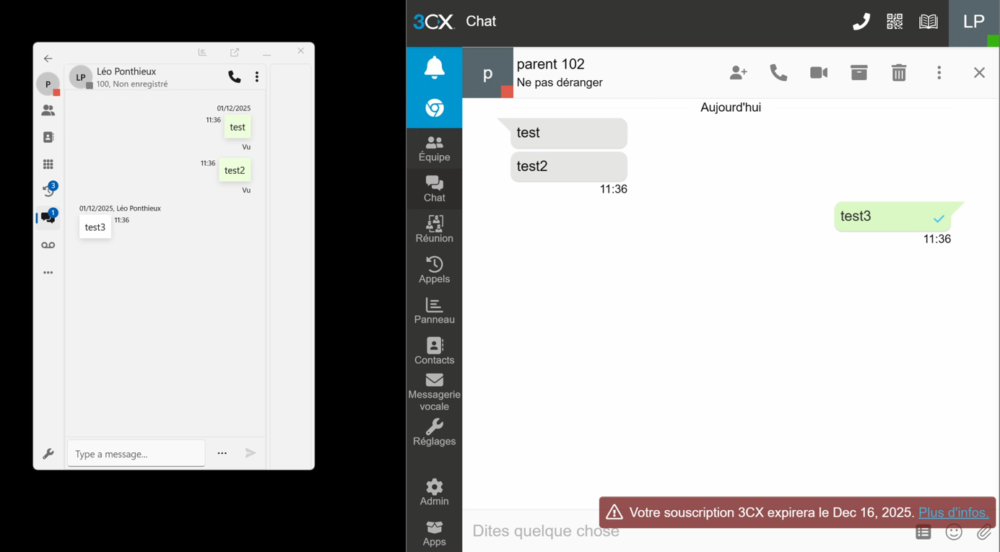 P
LP
Léo Ponthieux
100, Non enregistré
01/12/2025
11:36
test
Vu
11:36
test2
Vu
01/12/2025, Léo Ponthieux
test3
11:36
3
1
Type a message...
3CX
Chat
LP
p
parent 102
Ne pas déranger
Aujourd'hui
test
test2
11:36
test3
11:36
Équipe
Chat
Réunion
Appels
Panneau
Contacts
Messagerie
vocale
Réglages
Admin
Apps
Votre souscription 3CX expirera le Dec 16, 2025. Plus d'infos.
Dites quelque chose